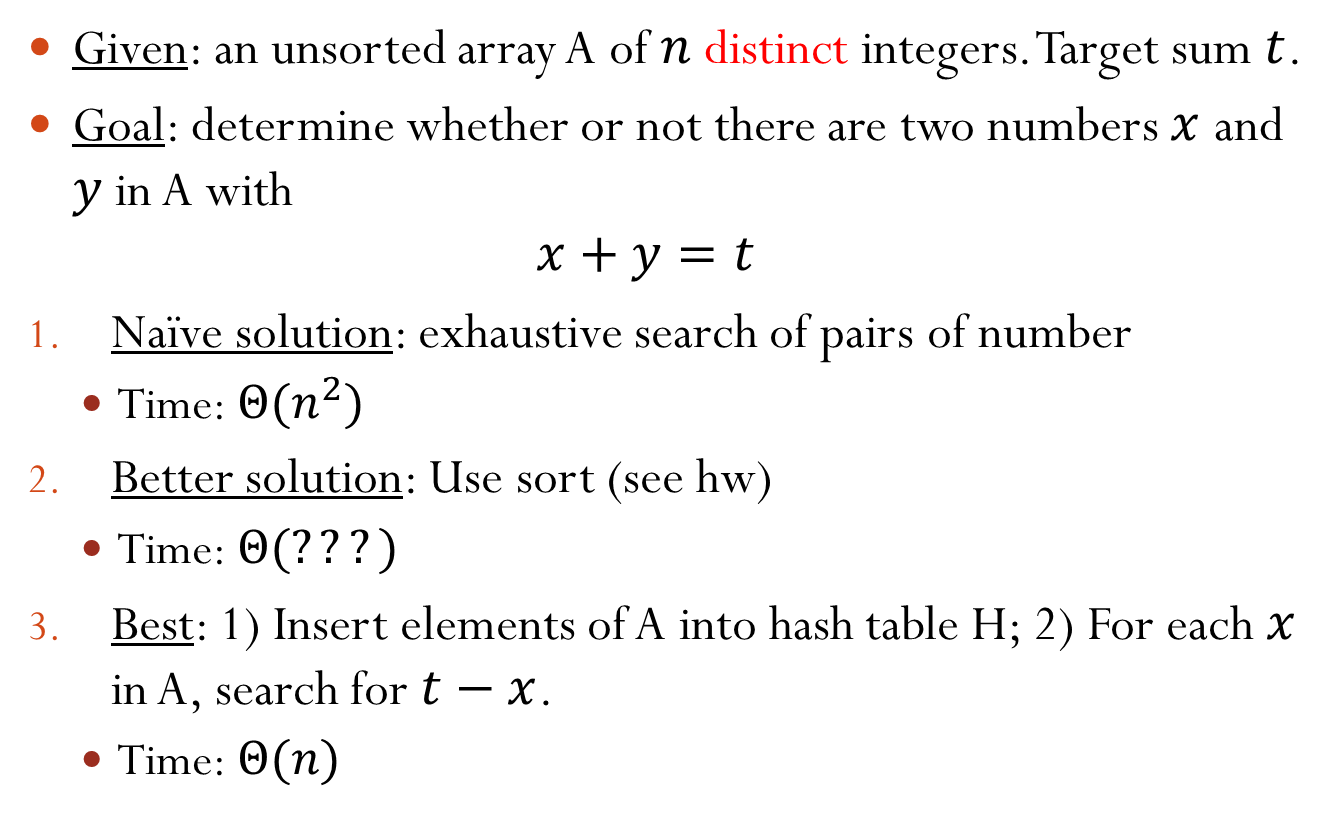 • Given: an unsorted array A of n distinct integers. Target sum t.
• Goal: determine whether or not there are two numbers x and
y in A with
x + y = t
1. Naïve solution: exhaustive search of pairs of number
• Time: Θ(n²)
2. Better solution: Use sort (see hw)
• Time: Θ(???)
3. Best: 1) Insert elements of A into hash table H; 2) For each x
in A, search for t − x.
• Time: Θ(n)